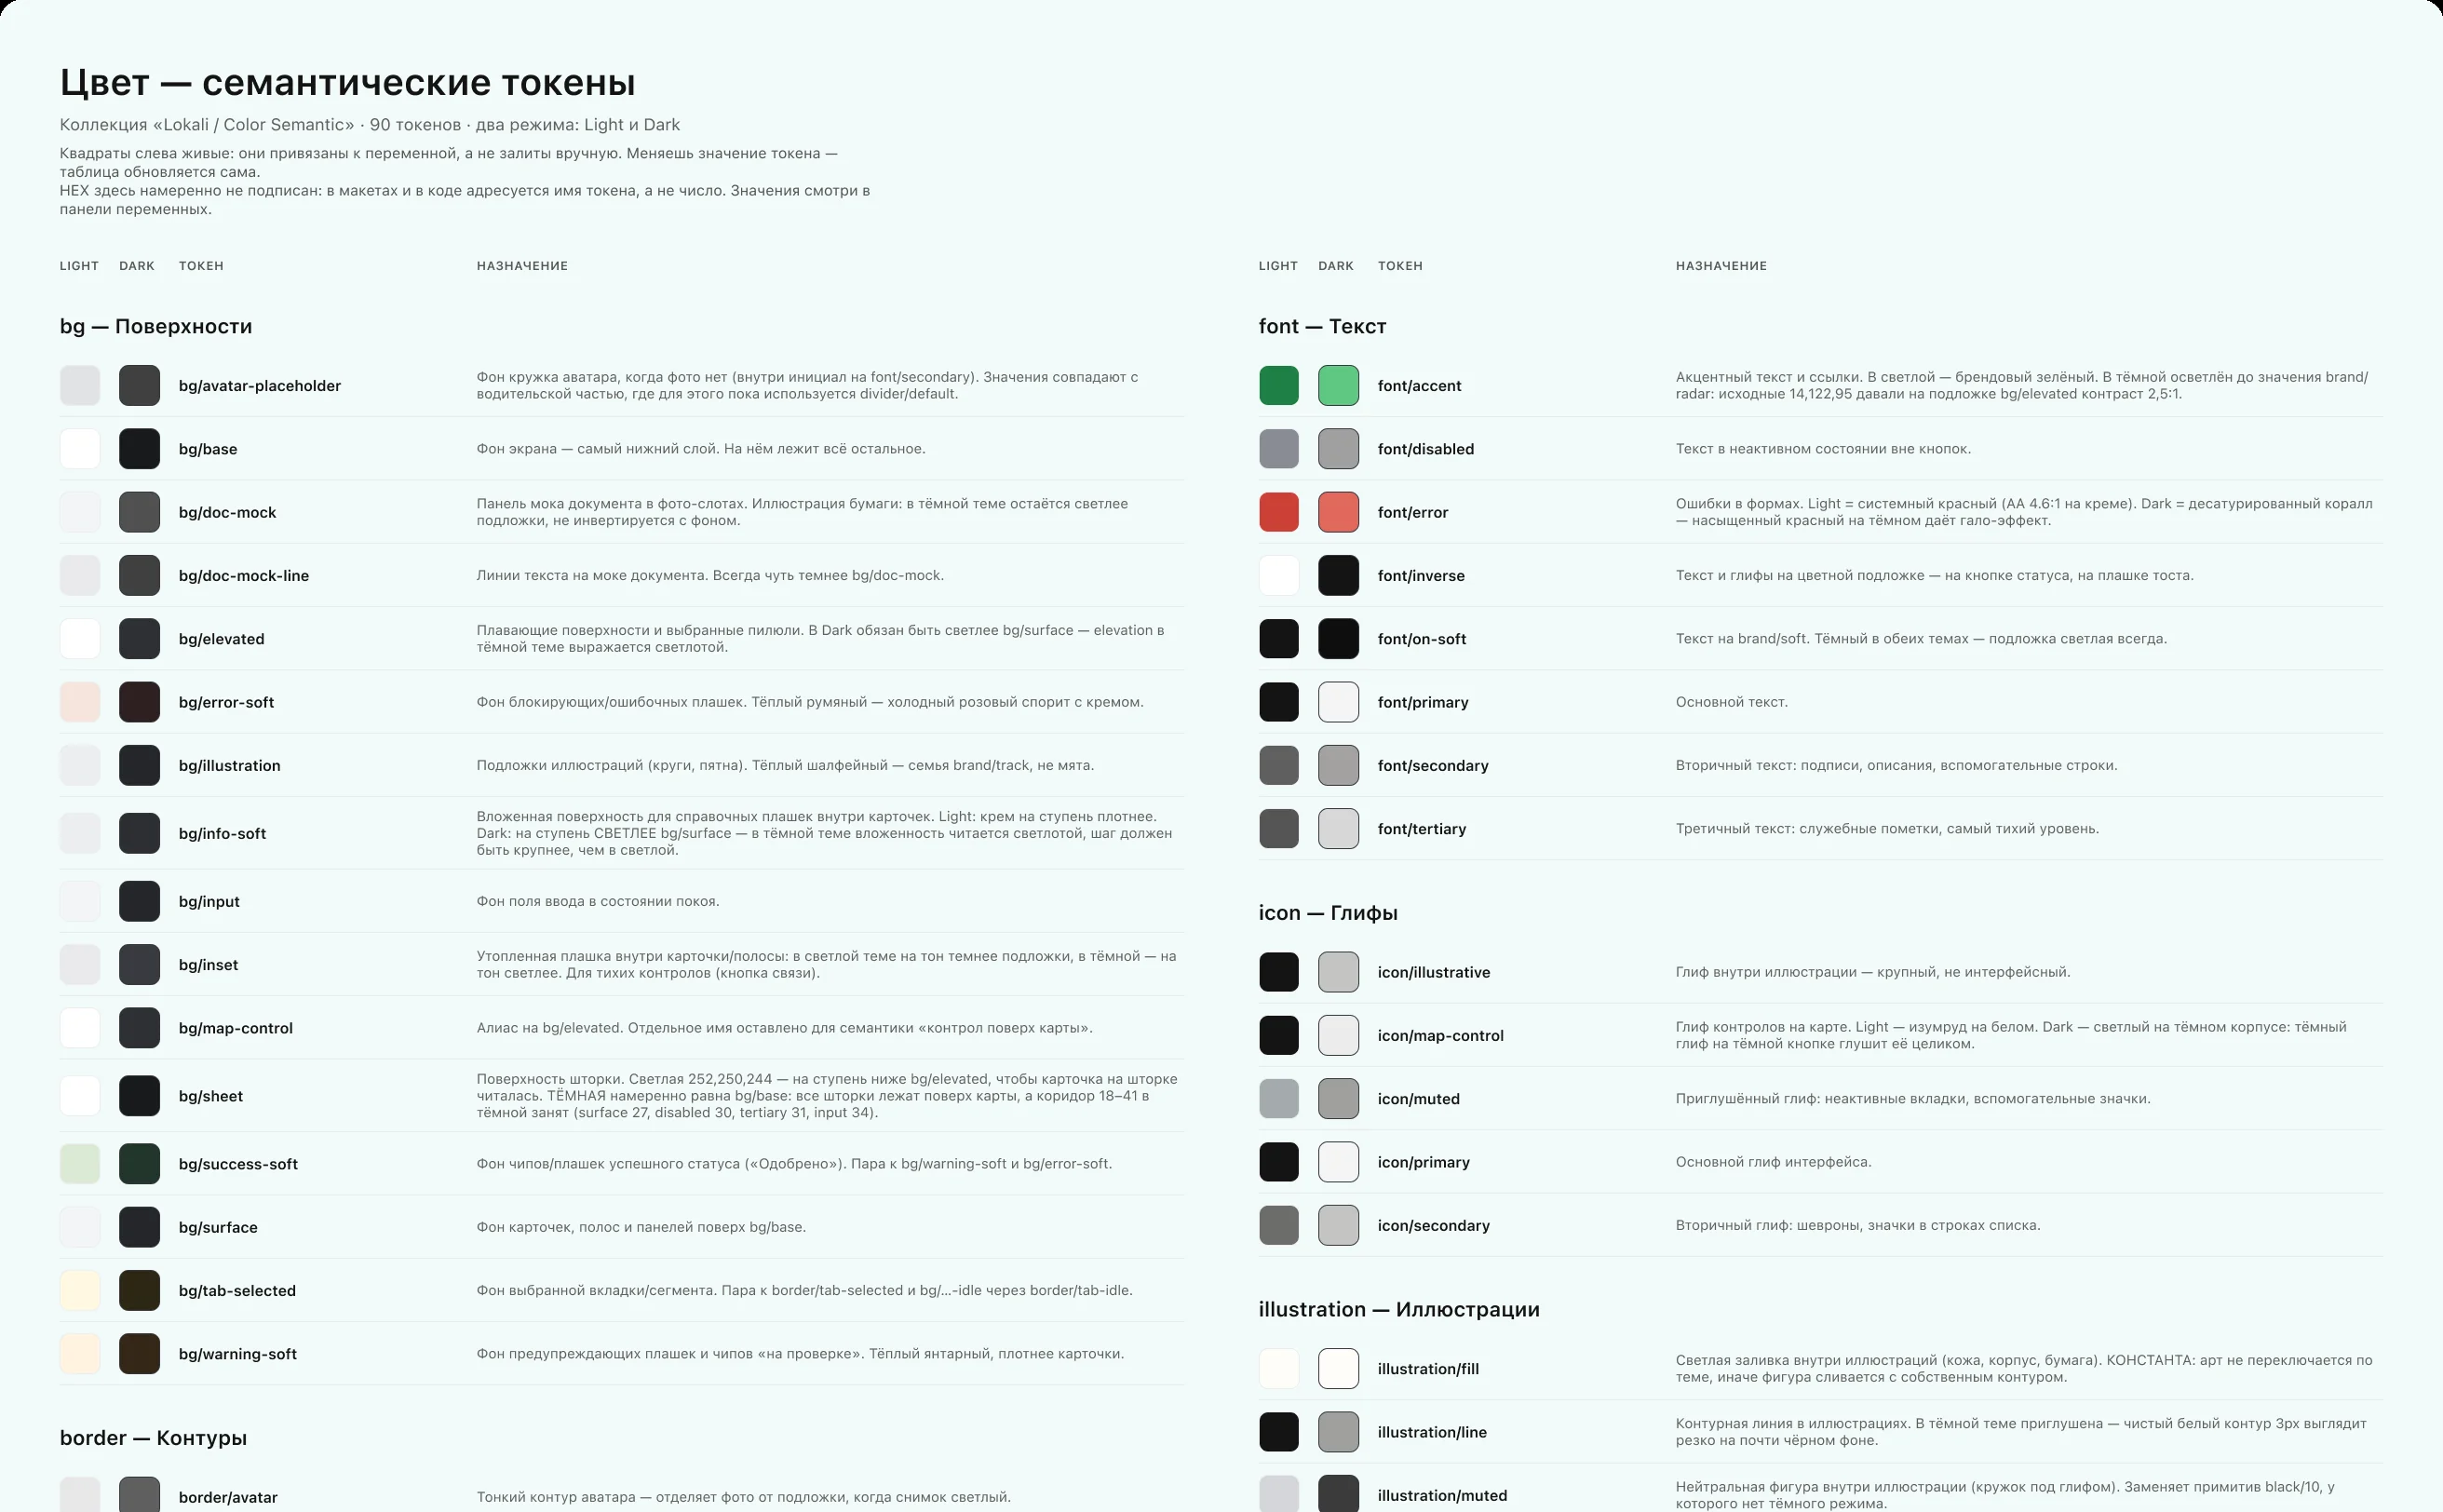 Цвет — семантические токены
Коллекция «Lokali / Color Semantic» · 90 токенов · два режима: Light и Dark
Квадраты слева живые: они привязаны к переменной, а не залиты вручную. Меняешь значение токена —
таблица обновляется сама.
HEX здесь намеренно не подписан: в макетах и в коде адресуется имя токена, а не число. Значения смотри в
панели переменных.
LIGHT DARK ТОКЕН НАЗНАЧЕНИЕ
bg — Поверхности
bg/avatar-placeholder
Фон кружка аватара, когда фото нет (внутри инициал на font/secondary). Значения совпадают с
водительской частью, где для этого пока используется divider/default.
bg/base
Фон экрана — самый нижний слой. На нём лежит всё остальное.
bg/doc-mock
Панель мока документа в фото-слотах. Иллюстрация бумаги: в тёмной теме остаётся светлее
подложки, не инвертируется с фоном.
bg/doc-mock-line
Линии текста на моке документа. Всегда чуть темнее bg/doc-mock.
bg/elevated
Плавающие поверхности и выбранные пилюли. В Dark обязан быть светлее bg/surface — elevation в
тёмной теме выражается светлотой.
bg/error-soft
Фон блокирующих/ошибочных плашек. Тёплый румяный — холодный розовый спорит с кремом.
bg/illustration
Подложки иллюстраций (круги, пятна). Тёплый шалфейный — семья brand/track, не мята.
bg/info-soft
Вложенная поверхность для справочных плашек внутри карточек. Light: крем на ступень плотнее.
Dark: на ступень СВЕТЛЕЕ bg/surface — в тёмной теме вложенность читается светлотой, шаг должен
быть крупнее, чем в светлой.
bg/input
Фон поля ввода в состоянии покоя.
bg/inset
Утопленная плашка внутри карточки/полосы: в светлой теме на тон темнее подложки, в тёмной — на
тон светлее. Для тихих контролов (кнопка связи).
bg/map-control
Алиас на bg/elevated. Отдельное имя оставлено для семантики «контрол поверх карты».
bg/sheet
Поверхность шторки. Светлая 252,250,244 — на ступень ниже bg/elevated, чтобы карточка на шторке
читалась. ТЁМНАЯ намеренно равна bg/base: все шторки лежат поверх карты, а коридор 18–41 в
тёмной занят (surface 27, disabled 30, tertiary 31, input 34).
bg/success-soft
Фон чипов/плашек успешного статуса («Одобрено»). Пара к bg/warning-soft и bg/error-soft.
bg/surface
Фон карточек, полос и панелей поверх bg/base.
bg/tab-selected
Фон выбранной вкладки/сегмента. Пара к border/tab-selected и bg/…-idle через border/tab-idle.
bg/warning-soft
Фон предупреждающих плашек и чипов «на проверке». Тёплый янтарный, плотнее карточки.
border — Контуры
border/avatar
Тонкий контур аватара — отделяет фото от подложки, когда снимок светлый.
LIGHT DARK ТОКЕН НАЗНАЧЕНИЕ
font — Текст
font/accent
Акцентный текст и ссылки. В светлой — брендовый зелёный. В тёмной осветлён до значения brand/
radar: исходные 14,122,95 давали на подложке bg/elevated контраст 2,5:1.
font/disabled
Текст в неактивном состоянии вне кнопок.
font/error
Ошибки в формах. Light = системный красный (AA 4.6:1 на креме). Dark = десатурированный коралл
— насыщенный красный на тёмном даёт гало-эффект.
font/inverse
Текст и глифы на цветной подложке — на кнопке статуса, на плашке тоста.
font/on-soft
Текст на brand/soft. Тёмный в обеих темах — подложка светлая всегда.
font/primary
Основной текст.
font/secondary
Вторичный текст: подписи, описания, вспомогательные строки.
font/tertiary
Третичный текст: служебные пометки, самый тихий уровень.
icon — Глифы
icon/illustrative
Глиф внутри иллюстрации — крупный, не интерфейсный.
icon/map-control
Глиф контролов на карте. Light — изумруд на белом. Dark — светлый на тёмном корпусе: тёмный
глиф на тёмной кнопке глушит её целиком.
icon/muted
Приглушённый глиф: неактивные вкладки, вспомогательные значки.
icon/primary
Основной глиф интерфейса.
icon/secondary
Вторичный глиф: шевроны, значки в строках списка.
illustration — Иллюстрации
illustration/fill
Светлая заливка внутри иллюстраций (кожа, корпус, бумага). КОНСТАНТА: арт не переключается по
теме, иначе фигура сливается с собственным контуром.
illustration/line
Контурная линия в иллюстрациях. В тёмной теме приглушена — чистый белый контур 3px выглядит
резко на почти чёрном фоне.
illustration/muted
Нейтральная фигура внутри иллюстрации (кружок под глифом). Заменяет примитив black/10, у
которого нет тёмного режима.